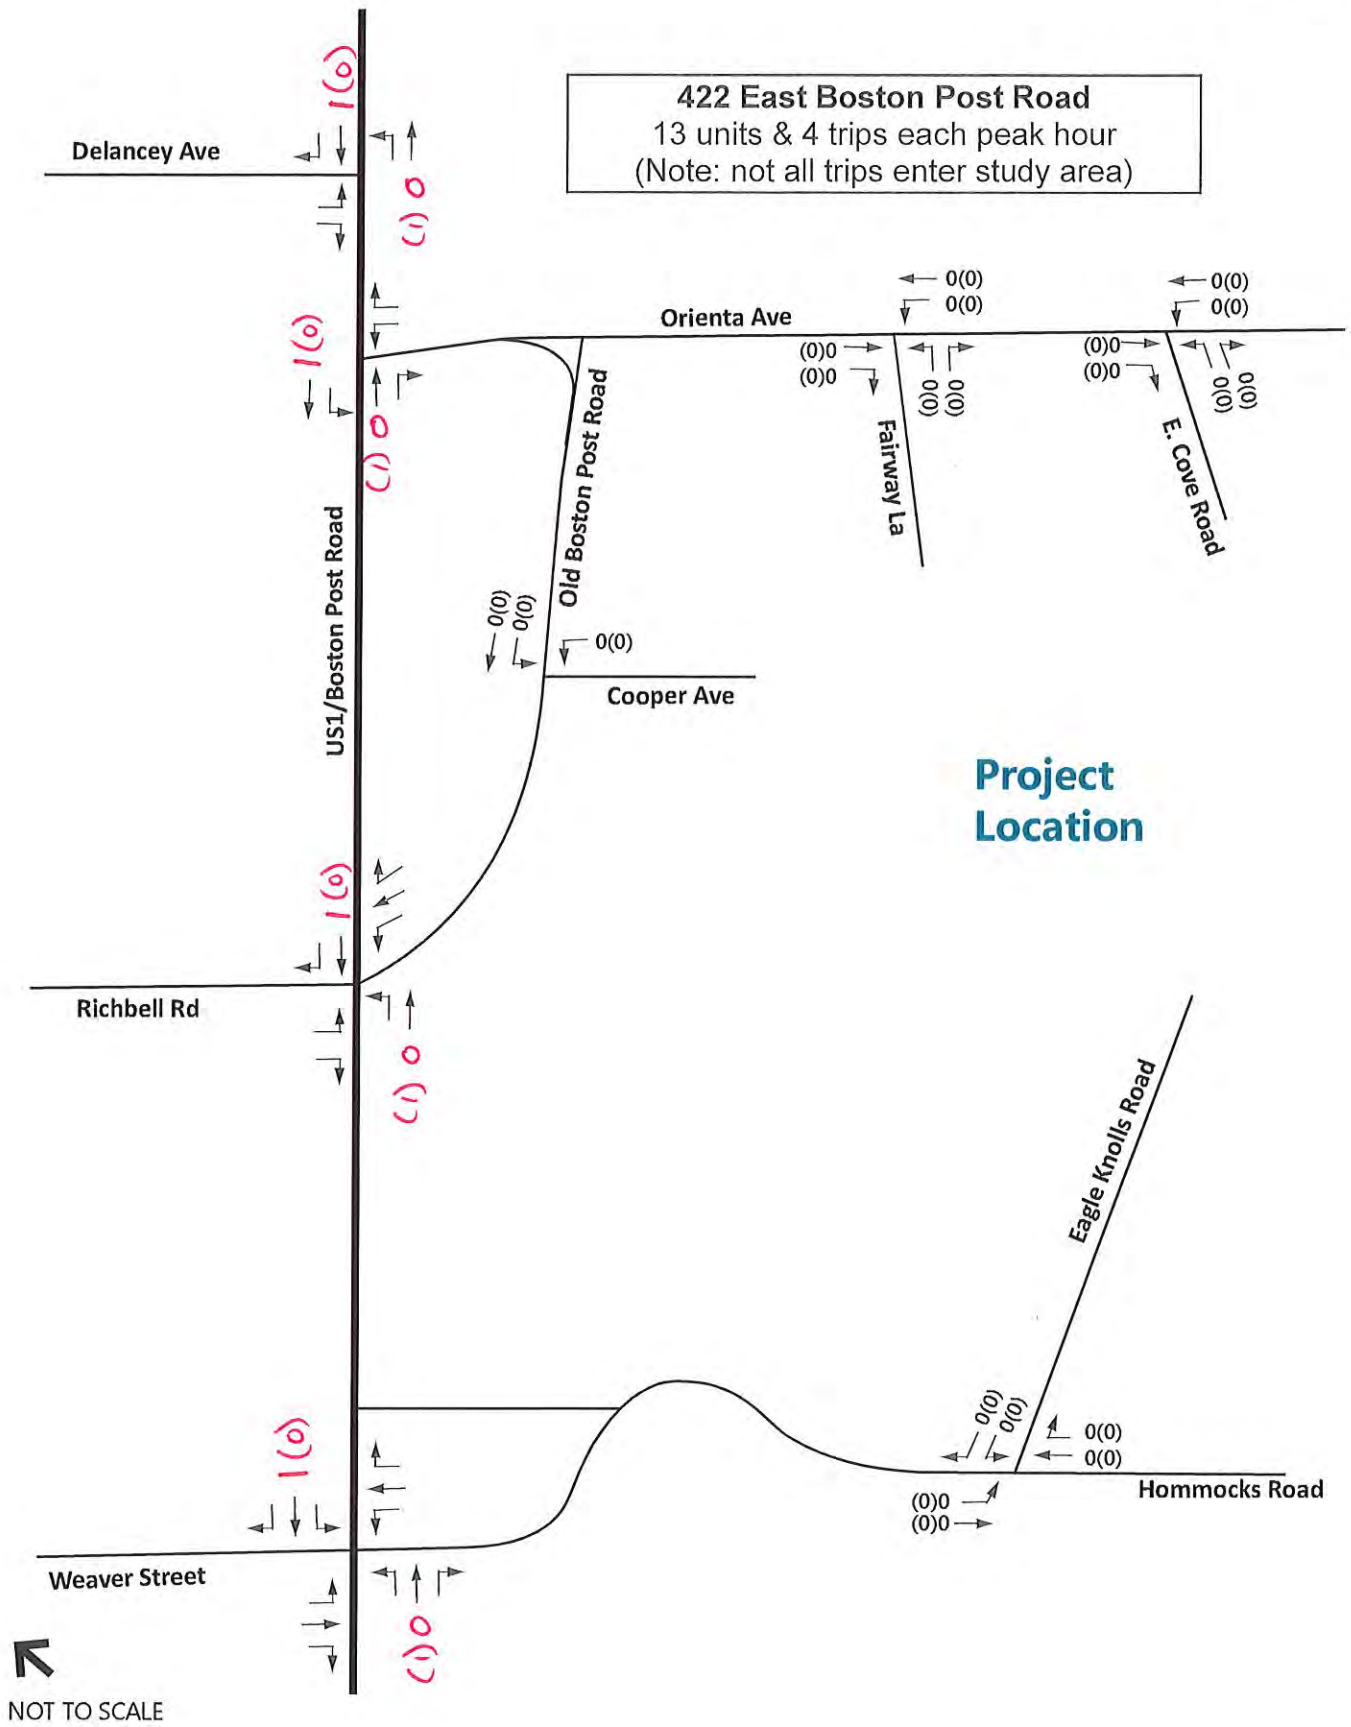 1(0)
422 East Boston Post Road
13 units & 4 trips each peak hour
(Note: not all trips enter study area)
Delancey Ave
(1) 0
0(0)
0(0)
0(0)
0(0)
Orienta Ave
1(0)
(0)0
(0)0
0(0)
0(0)
(0)0
(0)0
0(0)
0(0)
(1) 0
Old Boston Post Road
Fairway La
E. Cove Road
US1/Boston Post Road
0(0)
0(0)
0(0)
Cooper Ave
Project
Location
1(0)
Richbell Rd
(1) 0
Eagle Knolls Road
1(0)
0(0)
0(0)
0(0)
0(0)
Hommocks Road
(0)0
(0)0
Weaver Street
(1) 0
NOT TO SCALE